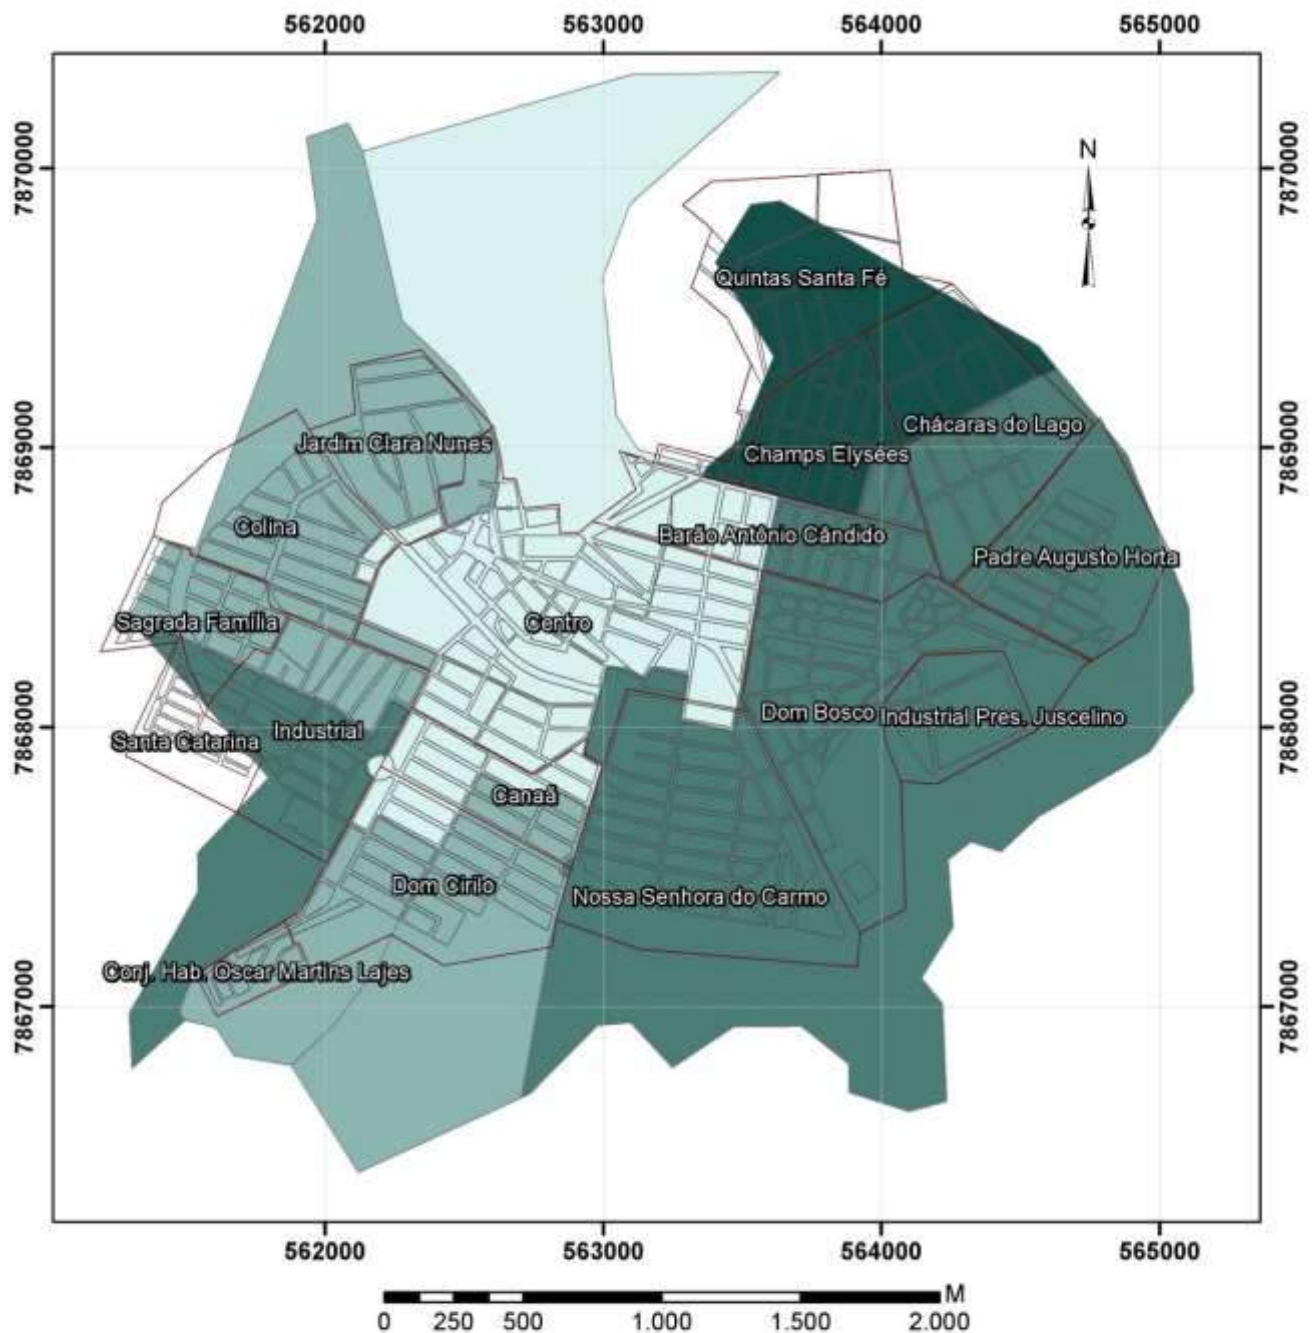 562000 563000 564000 565000
7870000 7870000
N
Quintas Santa Fé
7869000 7869000
Chácaras do Lago
Jardim Clara Nunes
Champs Elysées
Colina
Barão Antônio Cândido
Padre Augusto Horta
Sagrada Família
Centro
7868000 7868000
Dom Bosco
Industrial Pres. Juscelino
Industrial
Santa Catarina
Canaã
Dom Cirilo
Nossa Senhora do Carmo
Conj. Hab. Oscar Martins Lajes
7867000 7867000
562000 563000 564000 565000
M
0 250 500 1.000 1.500 2.000